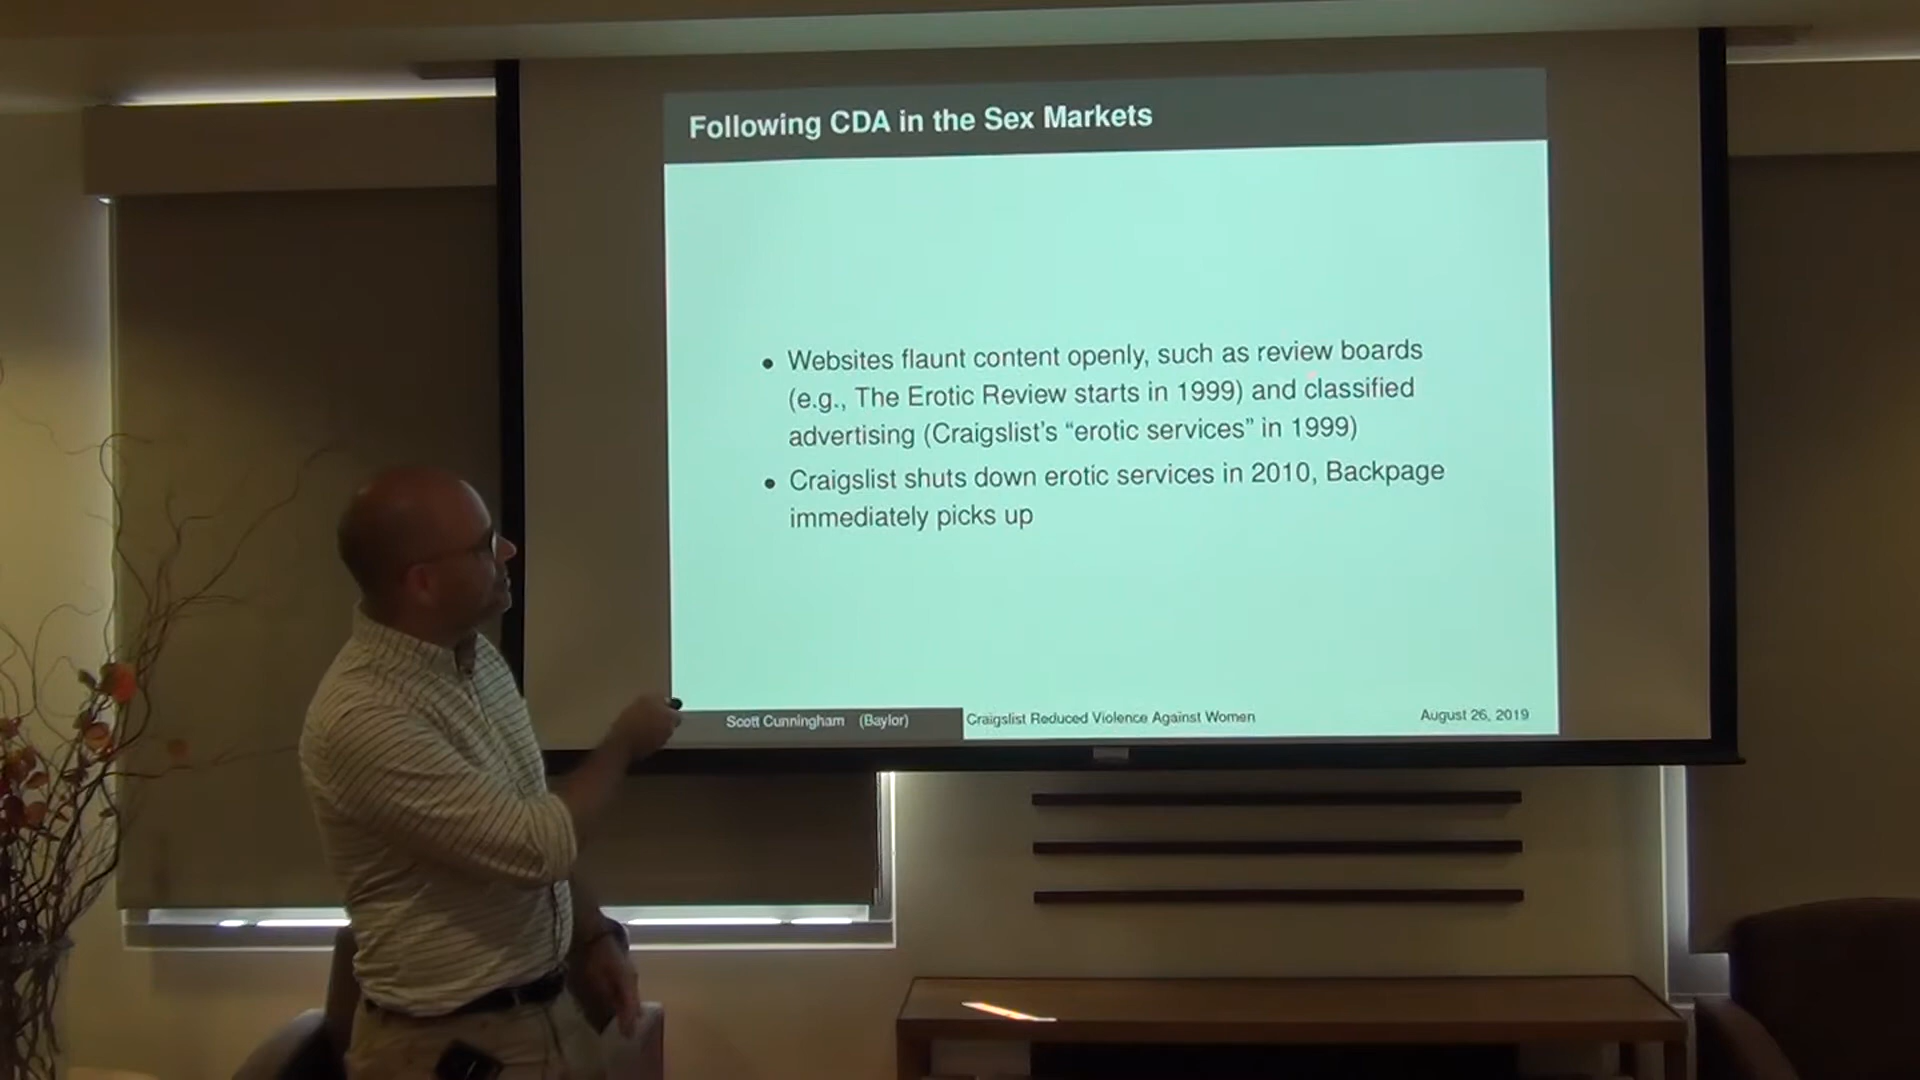 Following CDA in the Sex Markets
• Websites flaunt content openly, such as review boards
(e.g., The Erotic Review starts in 1999) and classified
advertising (Craigslist's “erotic services” in 1999)
• Craigslist shuts down erotic services in 2010, Backpage
immediately picks up
Scott Cunningham (Baylor) Craigslist Reduced Violence Against Women August 26, 2019